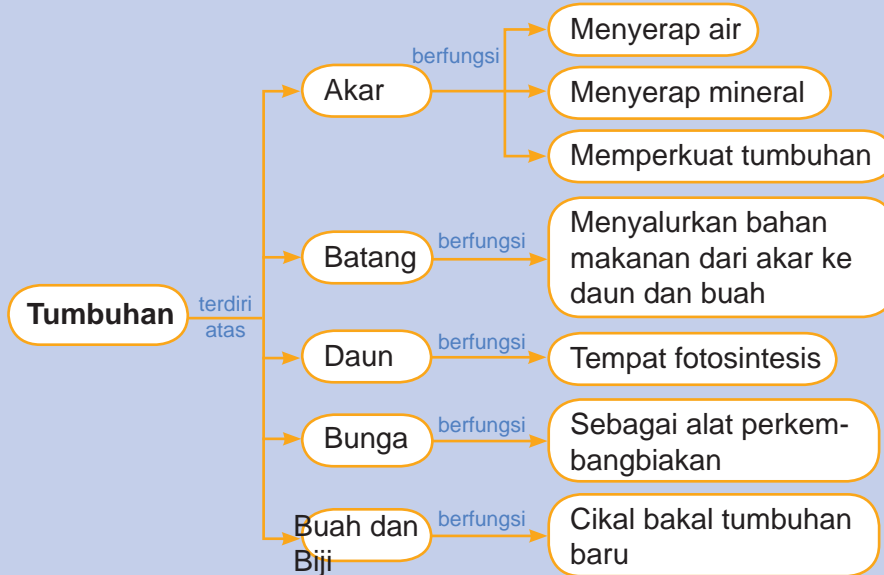 Tumbuhan
terdiri
atas
Akar
berfungsi
Menyerap air
Menyerap mineral
Memperkuat tumbuhan
Batang
berfungsi
Menyalurkan bahan
makanan dari akar ke
daun dan buah
Daun
berfungsi
Tempat fotosintesis
Bunga
berfungsi
Sebagai alat perkem-
bangbiakan
Buah dan
Biji
berfungsi
Cikal bakal tumbuhan
baru